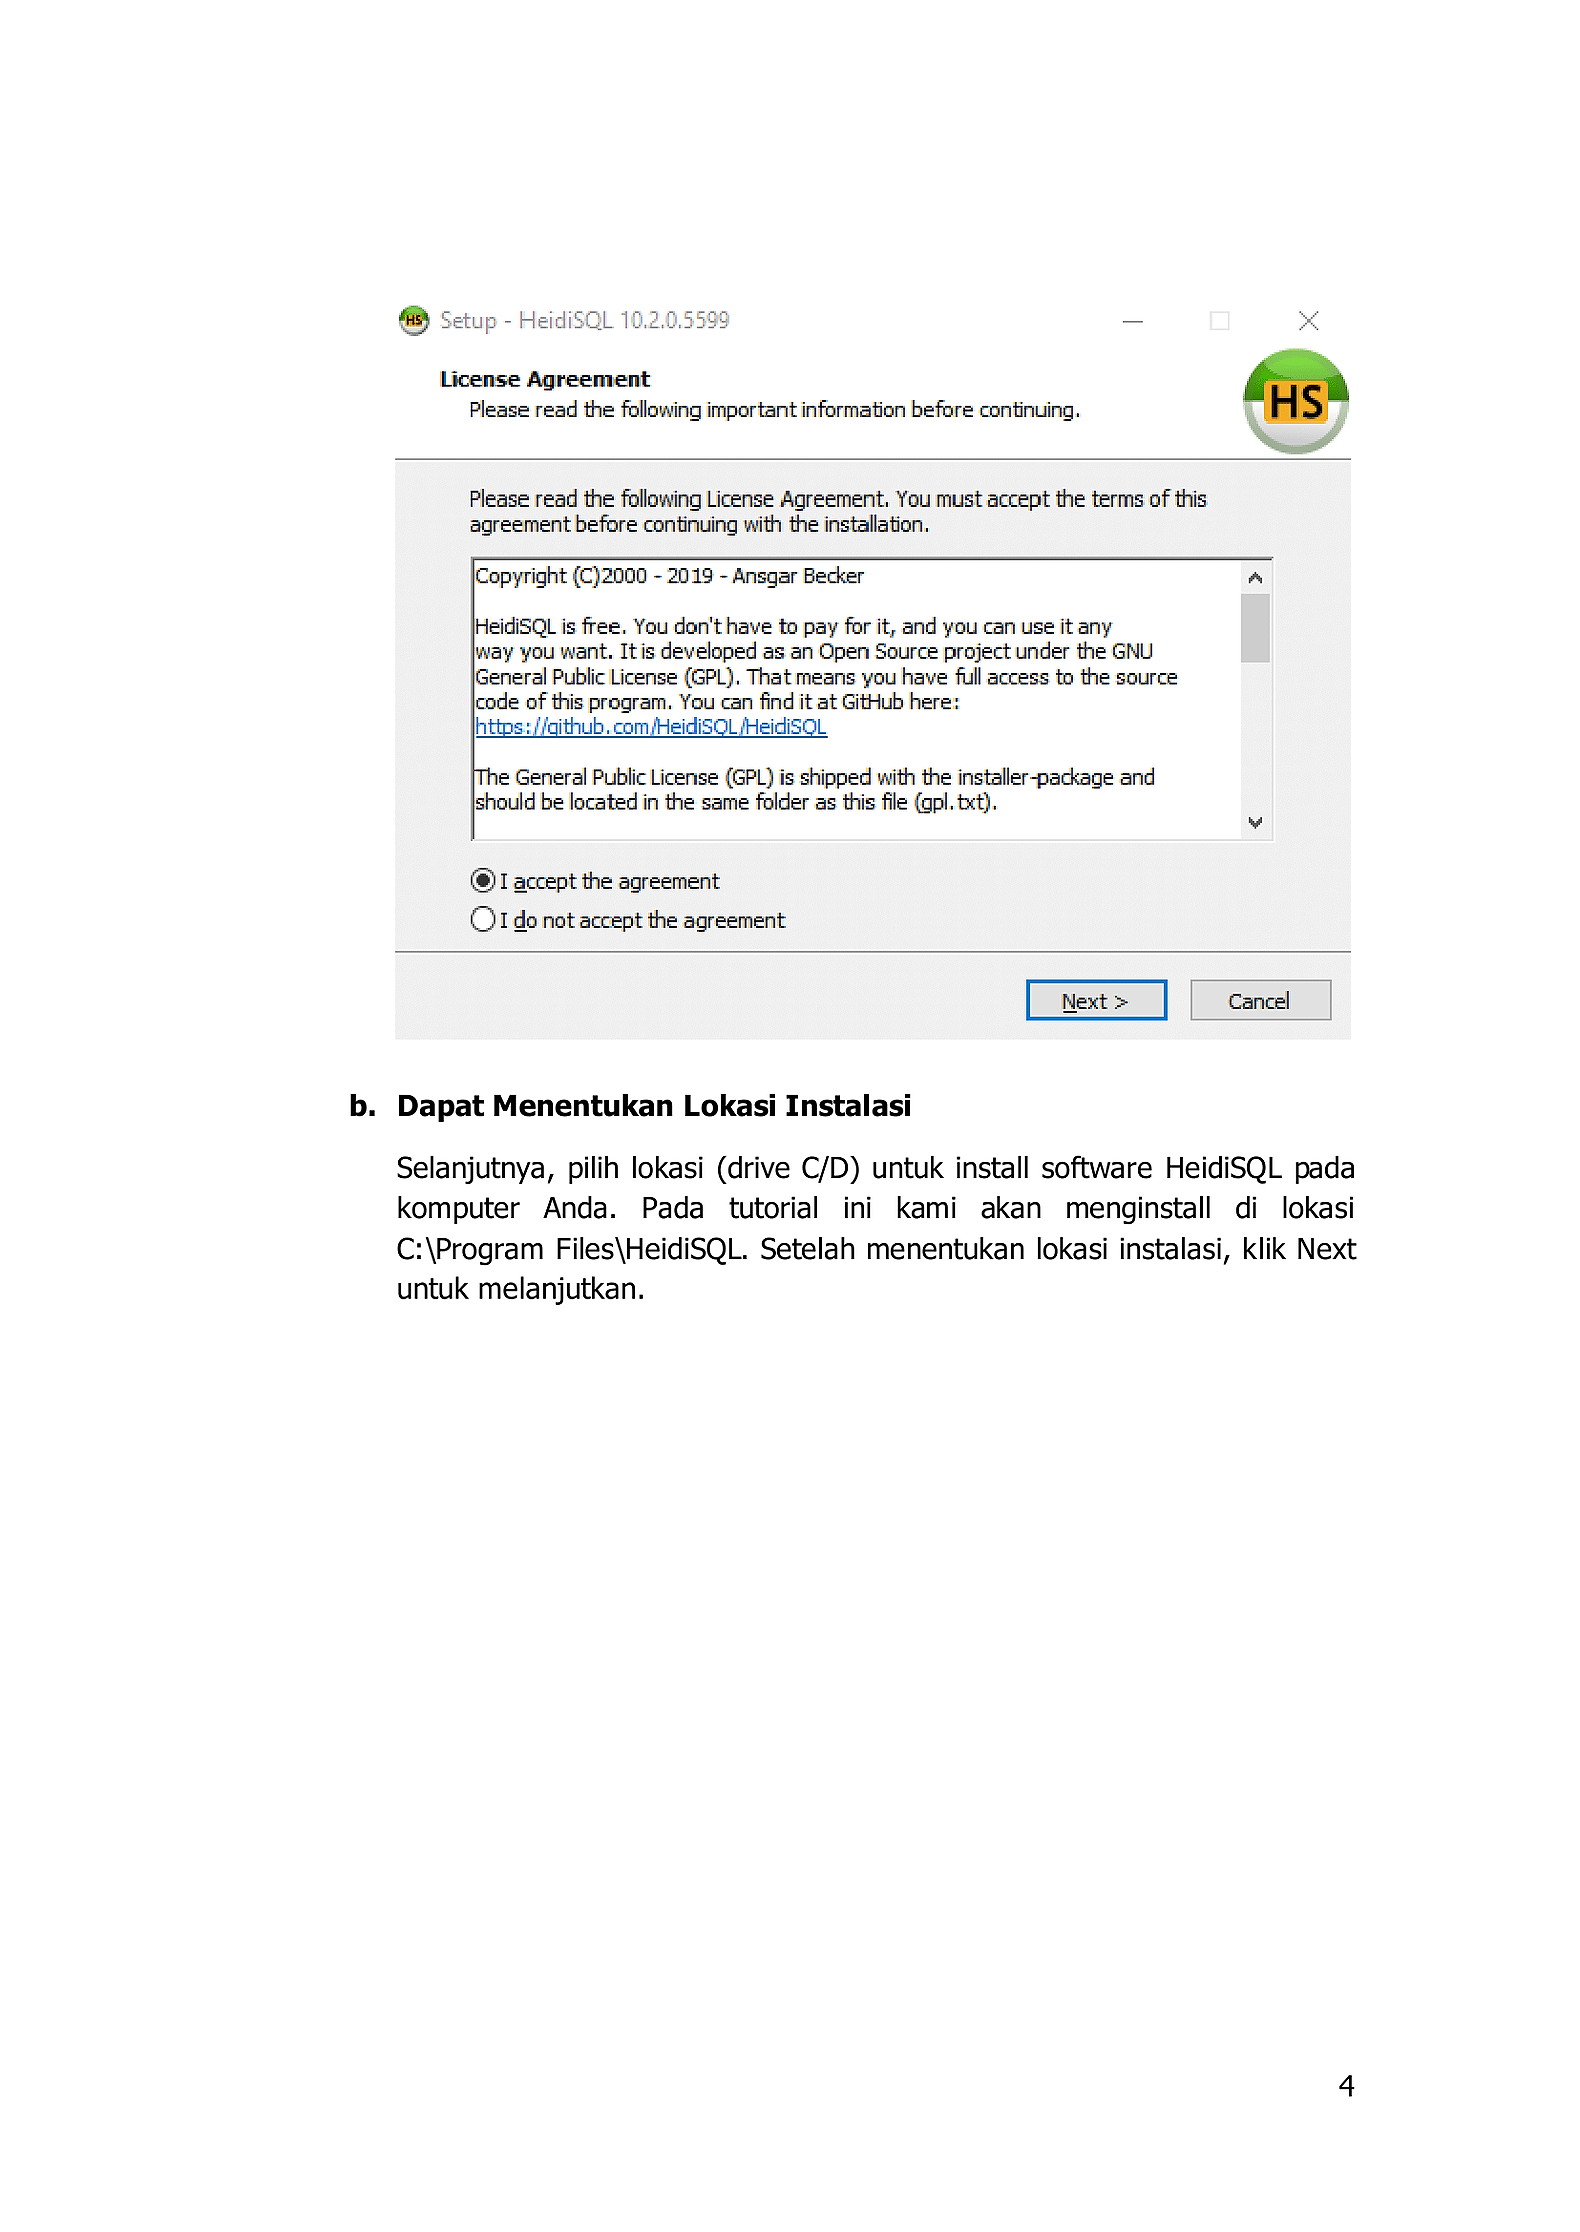 HS Setup - HeidiSQL 10.2.0.5599
License Agreement
Please read the following important information before continuing.
HS
Please read the following License Agreement. You must accept the terms of this
agreement before continuing with the installation.
Copyright (C)2000 - 2019 - Ansgar Becker
HeidiSQL is free. You don't have to pay for it, and you can use it any
way you want. It is developed as an Open Source project under the GNU
General Public License (GPL). That means you have full access to the source
code of this program. You can find it at GitHub here:
https://github.com/HeidiSQL/HeidiSQL
The General Public License (GPL) is shipped with the installer-package and
should be located in the same folder as this file (gpl.txt).
I accept the agreement
I do not accept the agreement
Next > Cancel
b. Dapat Menentukan Lokasi Instalasi
Selanjutnya, pilih lokasi (drive C/D) untuk install software HeidiSQL pada
komputer Anda. Pada tutorial ini kami akan menginstall di lokasi
C:\Program Files\HeidiSQL. Setelah menentukan lokasi instalasi, klik Next
untuk melanjutkan.
4